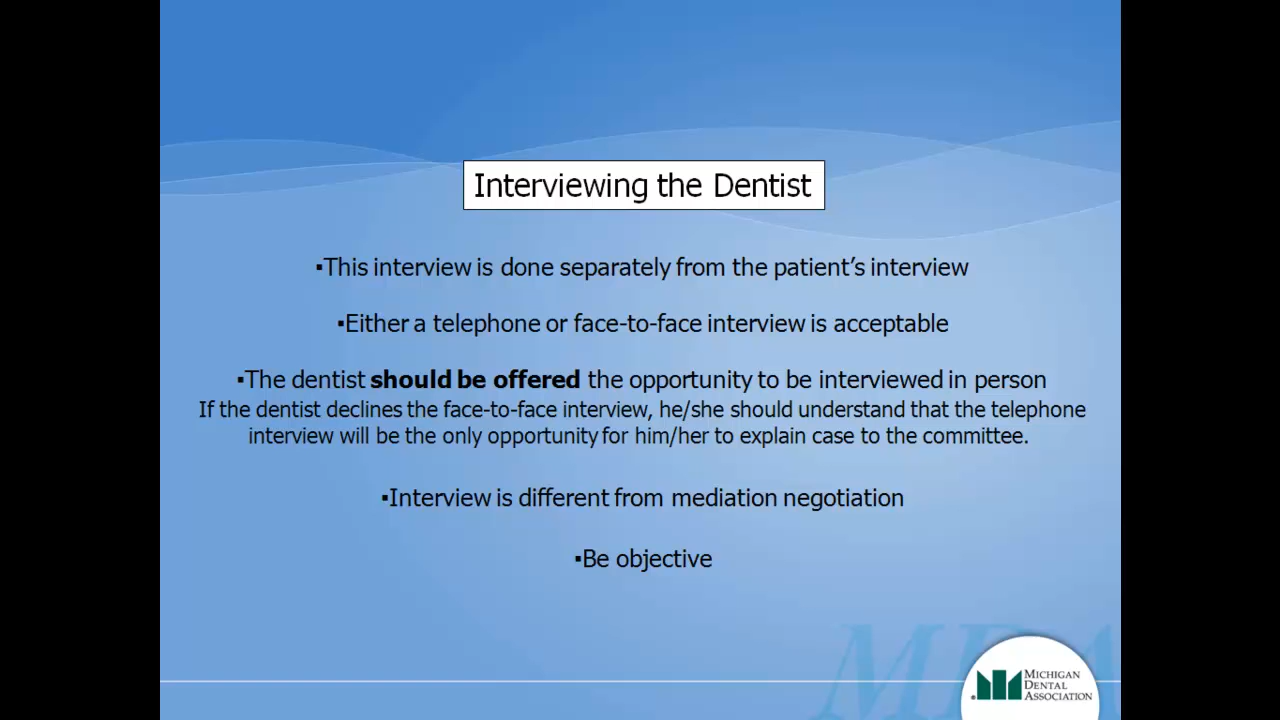 Interviewing the Dentist
▪This interview is done separately from the patient’s interview
▪Either a telephone or face-to-face interview is acceptable
▪The dentist should be offered the opportunity to be interviewed in person
If the dentist declines the face-to-face interview, he/she should understand that the telephone
interview will be the only opportunity for him/her to explain case to the committee.
▪Interview is different from mediation negotiation
▪Be objective
MDA
MICHIGAN
DENTAL
ASSOCIATION